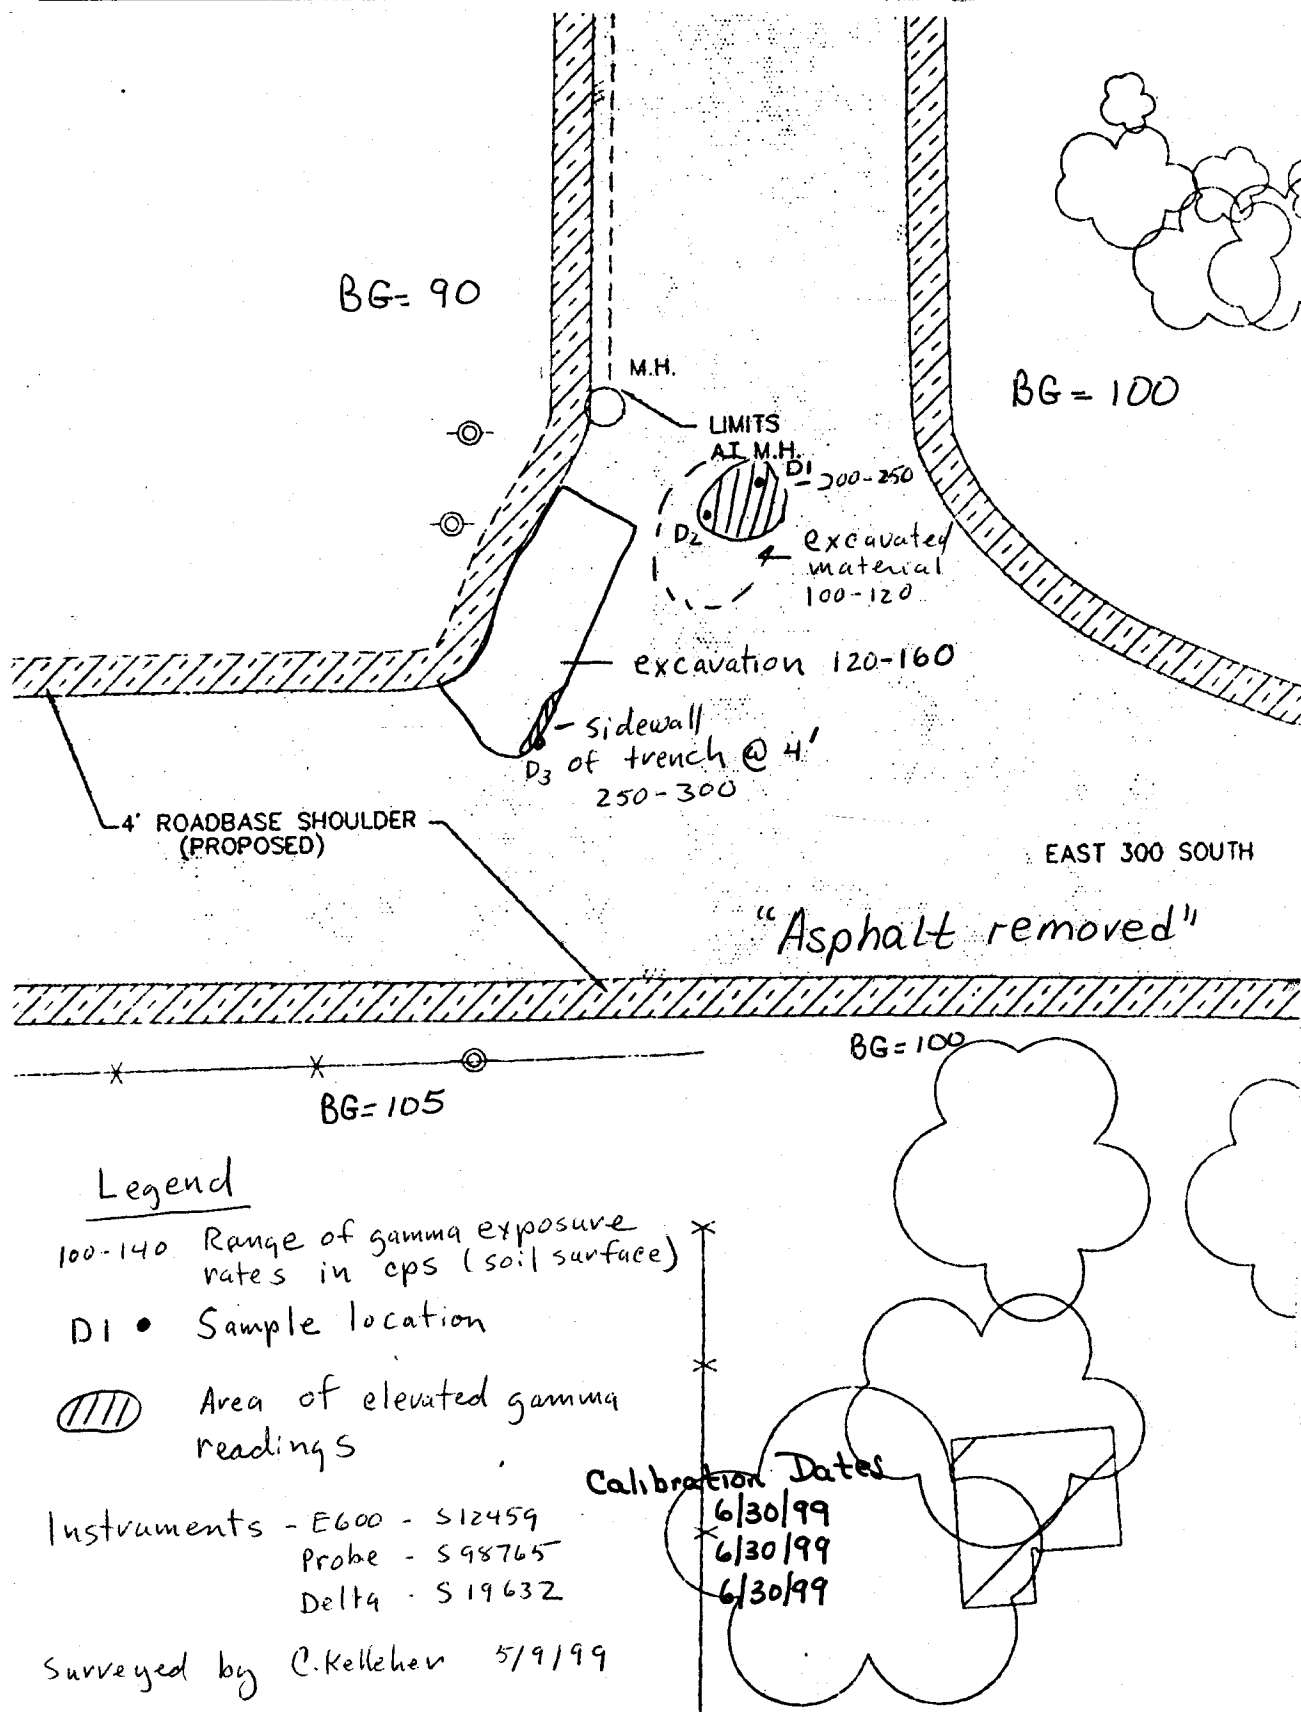 BG= 90
M.H.
BG= 100
LIMITS
AT M.H.
D1
200-250
D2
excavated
material
100-120
excavation 120-160
sidewall
D3 of trench @ 4'
250-300
4' ROADBASE SHOULDER
(PROPOSED)
EAST 300 SOUTH
"Asphalt removed"
BG=100
BG=105
Legend
100-140 Range of gamma exposure
rates in cps (soil surface)
D1 • Sample location
Area of elevated gamma
readings
Calibration Dates
Instruments - E600 - S12459 6/30/99
Probe - S98765 6/30/99
Delta - S19632 6/30/99
Surveyed by C.Kelleher 5/9/99